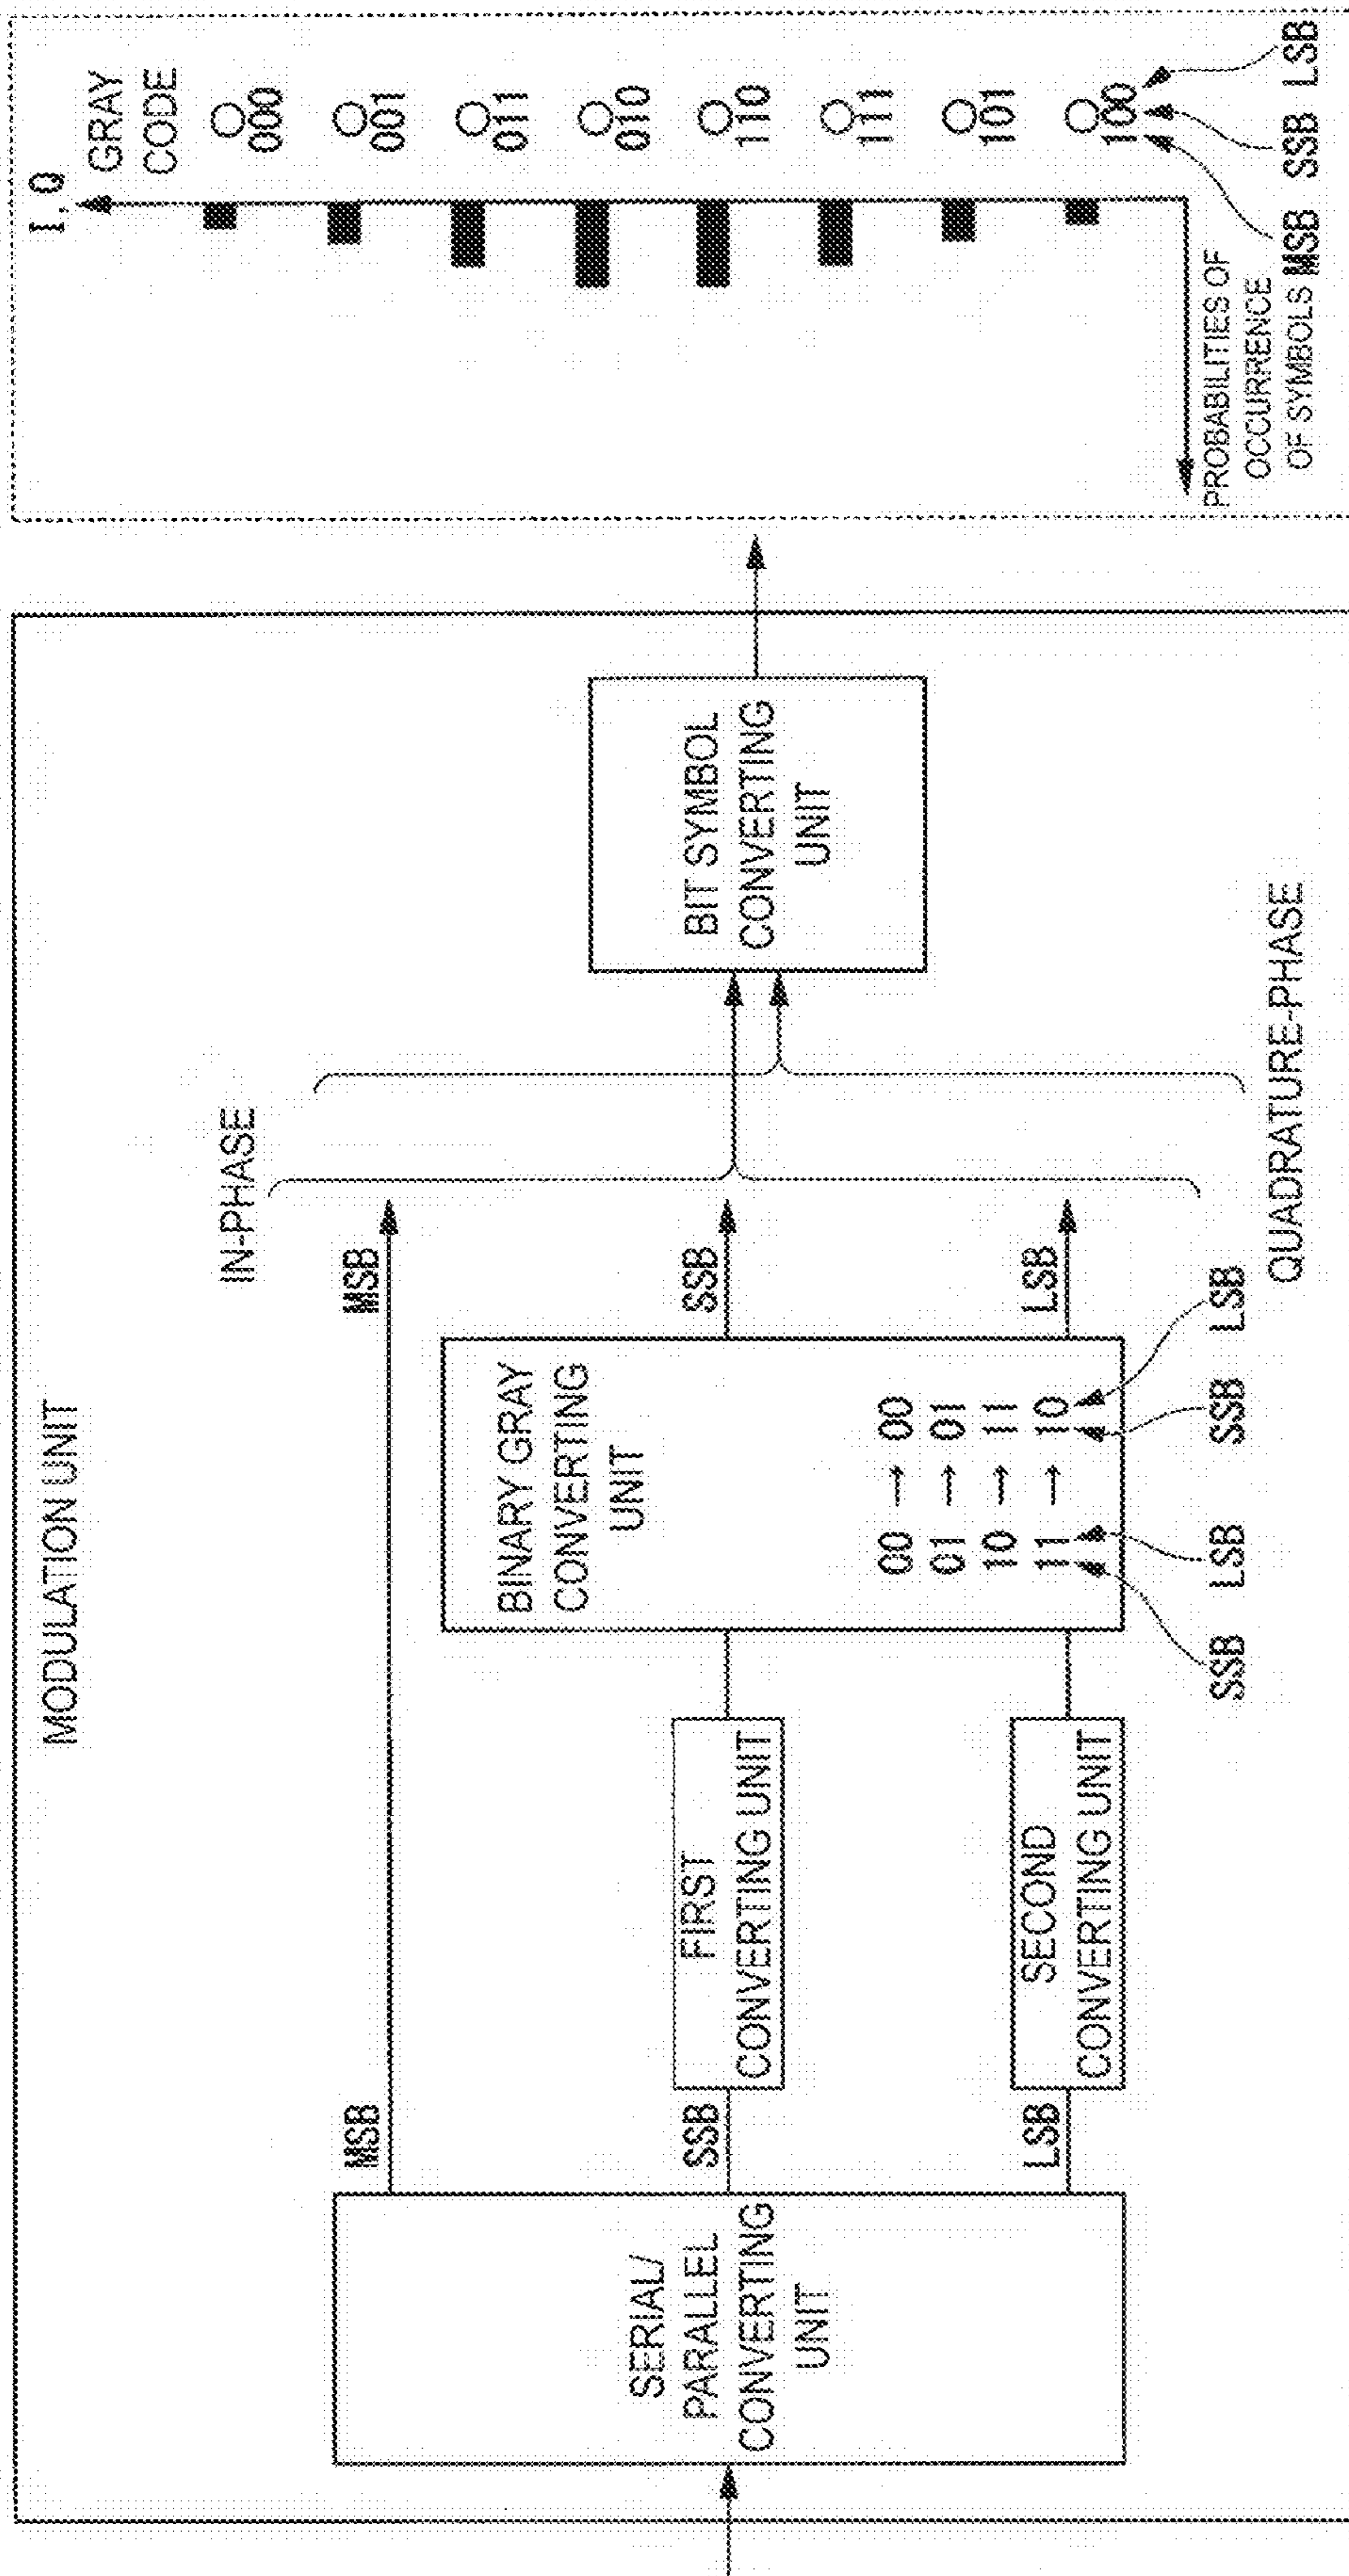 MODULATION UNIT
SERIAL/
PARALLEL
CONVERTING
UNIT
MSB
SSB
LSB
FIRST
CONVERTING UNIT
SECOND
CONVERTING UNIT
BINARY GRAY
CONVERTING
UNIT
00 → 00
01 → 01
10 → 11
11 → 10
SSB LSB SSB LSB
MSB
SSB
LSB
IN-PHASE
QUADRATURE-PHASE
BIT SYMBOL
CONVERTING
UNIT
I, Q
GRAY
CODE
000
001
011
010
110
111
101
100
PROBABILITIES OF
OCCURRENCE
OF SYMBOLS
MSB SSB LSB